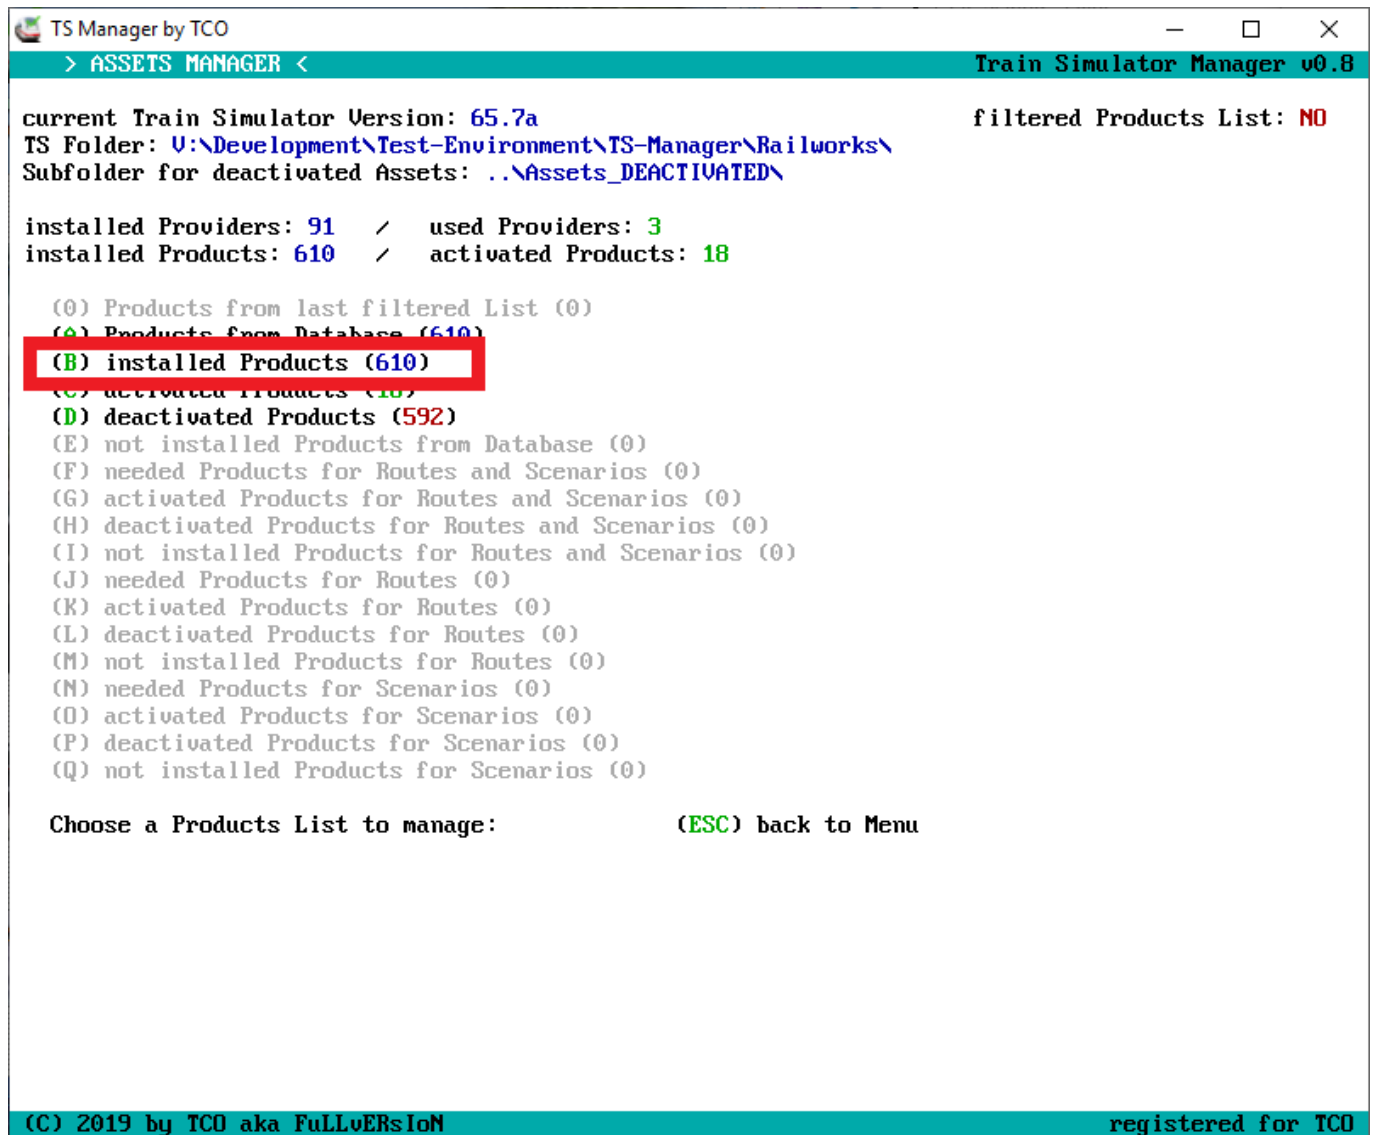 TS Manager by TCO
> ASSETS MANAGER < Train Simulator Manager v0.8
current Train Simulator Version: 65.7a filtered Products List: NO
TS Folder: V:\Development\Test-Environment\TS-Manager\Railworks\
Subfolder for deactivated Assets: ..\Assets_DEACTIVATED\
installed Providers: 91 / used Providers: 3
installed Products: 610 / activated Products: 18
(0) Products from last filtered List (0)
(A) Products from Database (610)
(B) installed Products (610)
(C) activated Products (18)
(D) deactivated Products (592)
(E) not installed Products from Database (0)
(F) needed Products for Routes and Scenarios (0)
(G) activated Products for Routes and Scenarios (0)
(H) deactivated Products for Routes and Scenarios (0)
(I) not installed Products for Routes and Scenarios (0)
(J) needed Products for Routes (0)
(K) activated Products for Routes (0)
(L) deactivated Products for Routes (0)
(M) not installed Products for Routes (0)
(N) needed Products for Scenarios (0)
(O) activated Products for Scenarios (0)
(P) deactivated Products for Scenarios (0)
(Q) not installed Products for Scenarios (0)
Choose a Products List to manage: (ESC) back to Menu
(C) 2019 by TCO aka FuLLvERsIoN registered for TCO